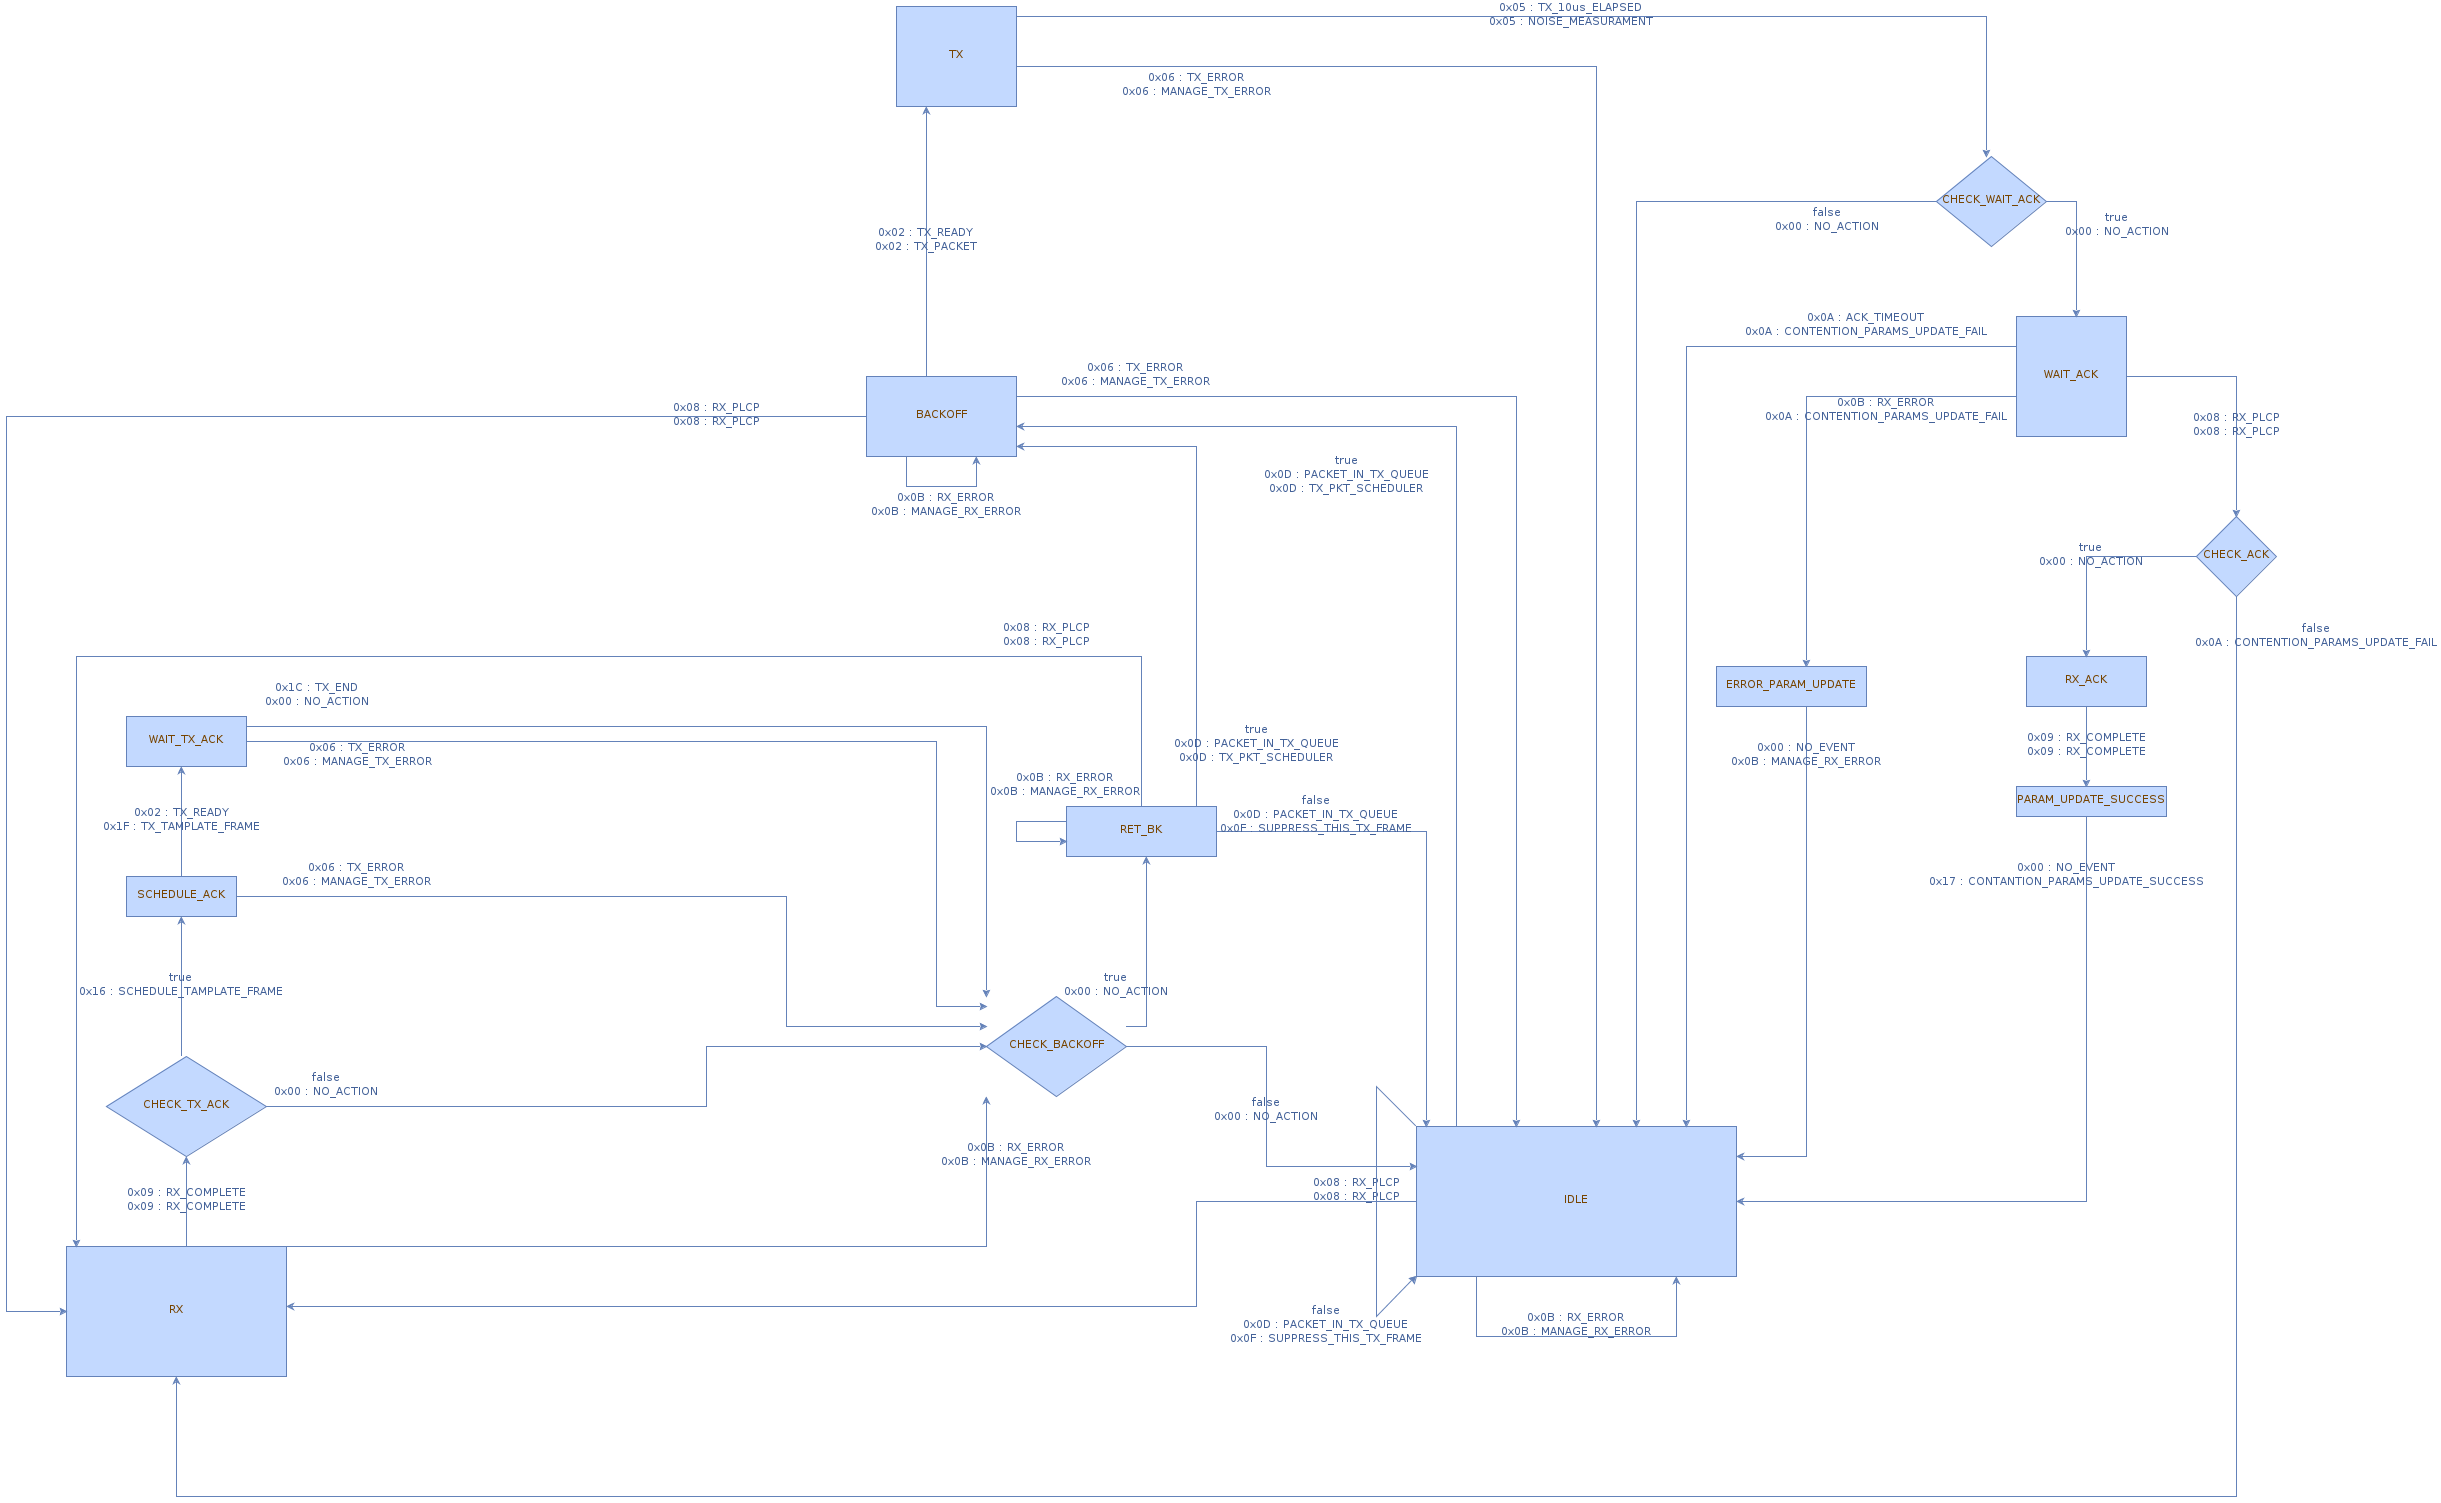 0x05 : TX_10us_ELAPSED
0x05 : NOISE_MEASURAMENT
TX
0x06 : TX_ERROR
0x06 : MANAGE_TX_ERROR
CHECK_WAIT_ACK
false
0x00 : NO_ACTION
true
0x00 : NO_ACTION
0x02 : TX_READY
0x02 : TX_PACKET
0x0A : ACK_TIMEOUT
0x0A : CONTENTION_PARAMS_UPDATE_FAIL
WAIT_ACK
0x06 : TX_ERROR
0x06 : MANAGE_TX_ERROR
0x0B : RX_ERROR
0x0A : CONTENTION_PARAMS_UPDATE_FAIL
0x08 : RX_PLCP
0x08 : RX_PLCP
BACKOFF
0x08 : RX_PLCP
0x08 : RX_PLCP
true
0x0D : PACKET_IN_TX_QUEUE
0x0D : TX_PKT_SCHEDULER
0x0B : RX_ERROR
0x0B : MANAGE_RX_ERROR
true
0x00 : NO_ACTION
CHECK_ACK
0x08 : RX_PLCP
0x08 : RX_PLCP
false
0x0A : CONTENTION_PARAMS_UPDATE_FAIL
0x1C : TX_END
0x00 : NO_ACTION
ERROR_PARAM_UPDATE
RX_ACK
WAIT_TX_ACK
0x06 : TX_ERROR
0x06 : MANAGE_TX_ERROR
true
0x0D : PACKET_IN_TX_QUEUE
0x0D : TX_PKT_SCHEDULER
0x00 : NO_EVENT
0x0B : MANAGE_RX_ERROR
0x09 : RX_COMPLETE
0x09 : RX_COMPLETE
0x0B : RX_ERROR
0x0B : MANAGE_RX_ERROR
false
0x0D : PACKET_IN_TX_QUEUE
0x0F : SUPPRESS_THIS_TX_FRAME
PARAM_UPDATE_SUCCESS
0x02 : TX_READY
0x1F : TX_TAMPLATE_FRAME
RET_BK
0x06 : TX_ERROR
0x06 : MANAGE_TX_ERROR
SCHEDULE_ACK
0x00 : NO_EVENT
0x17 : CONTANTION_PARAMS_UPDATE_SUCCESS
true
0x16 : SCHEDULE_TAMPLATE_FRAME
true
0x00 : NO_ACTION
CHECK_BACKOFF
false
0x00 : NO_ACTION
CHECK_TX_ACK
false
0x00 : NO_ACTION
0x0B : RX_ERROR
0x0B : MANAGE_RX_ERROR
0x09 : RX_COMPLETE
0x09 : RX_COMPLETE
0x08 : RX_PLCP
0x08 : RX_PLCP
IDLE
RX
false
0x0D : PACKET_IN_TX_QUEUE
0x0F : SUPPRESS_THIS_TX_FRAME
0x0B : RX_ERROR
0x0B : MANAGE_RX_ERROR